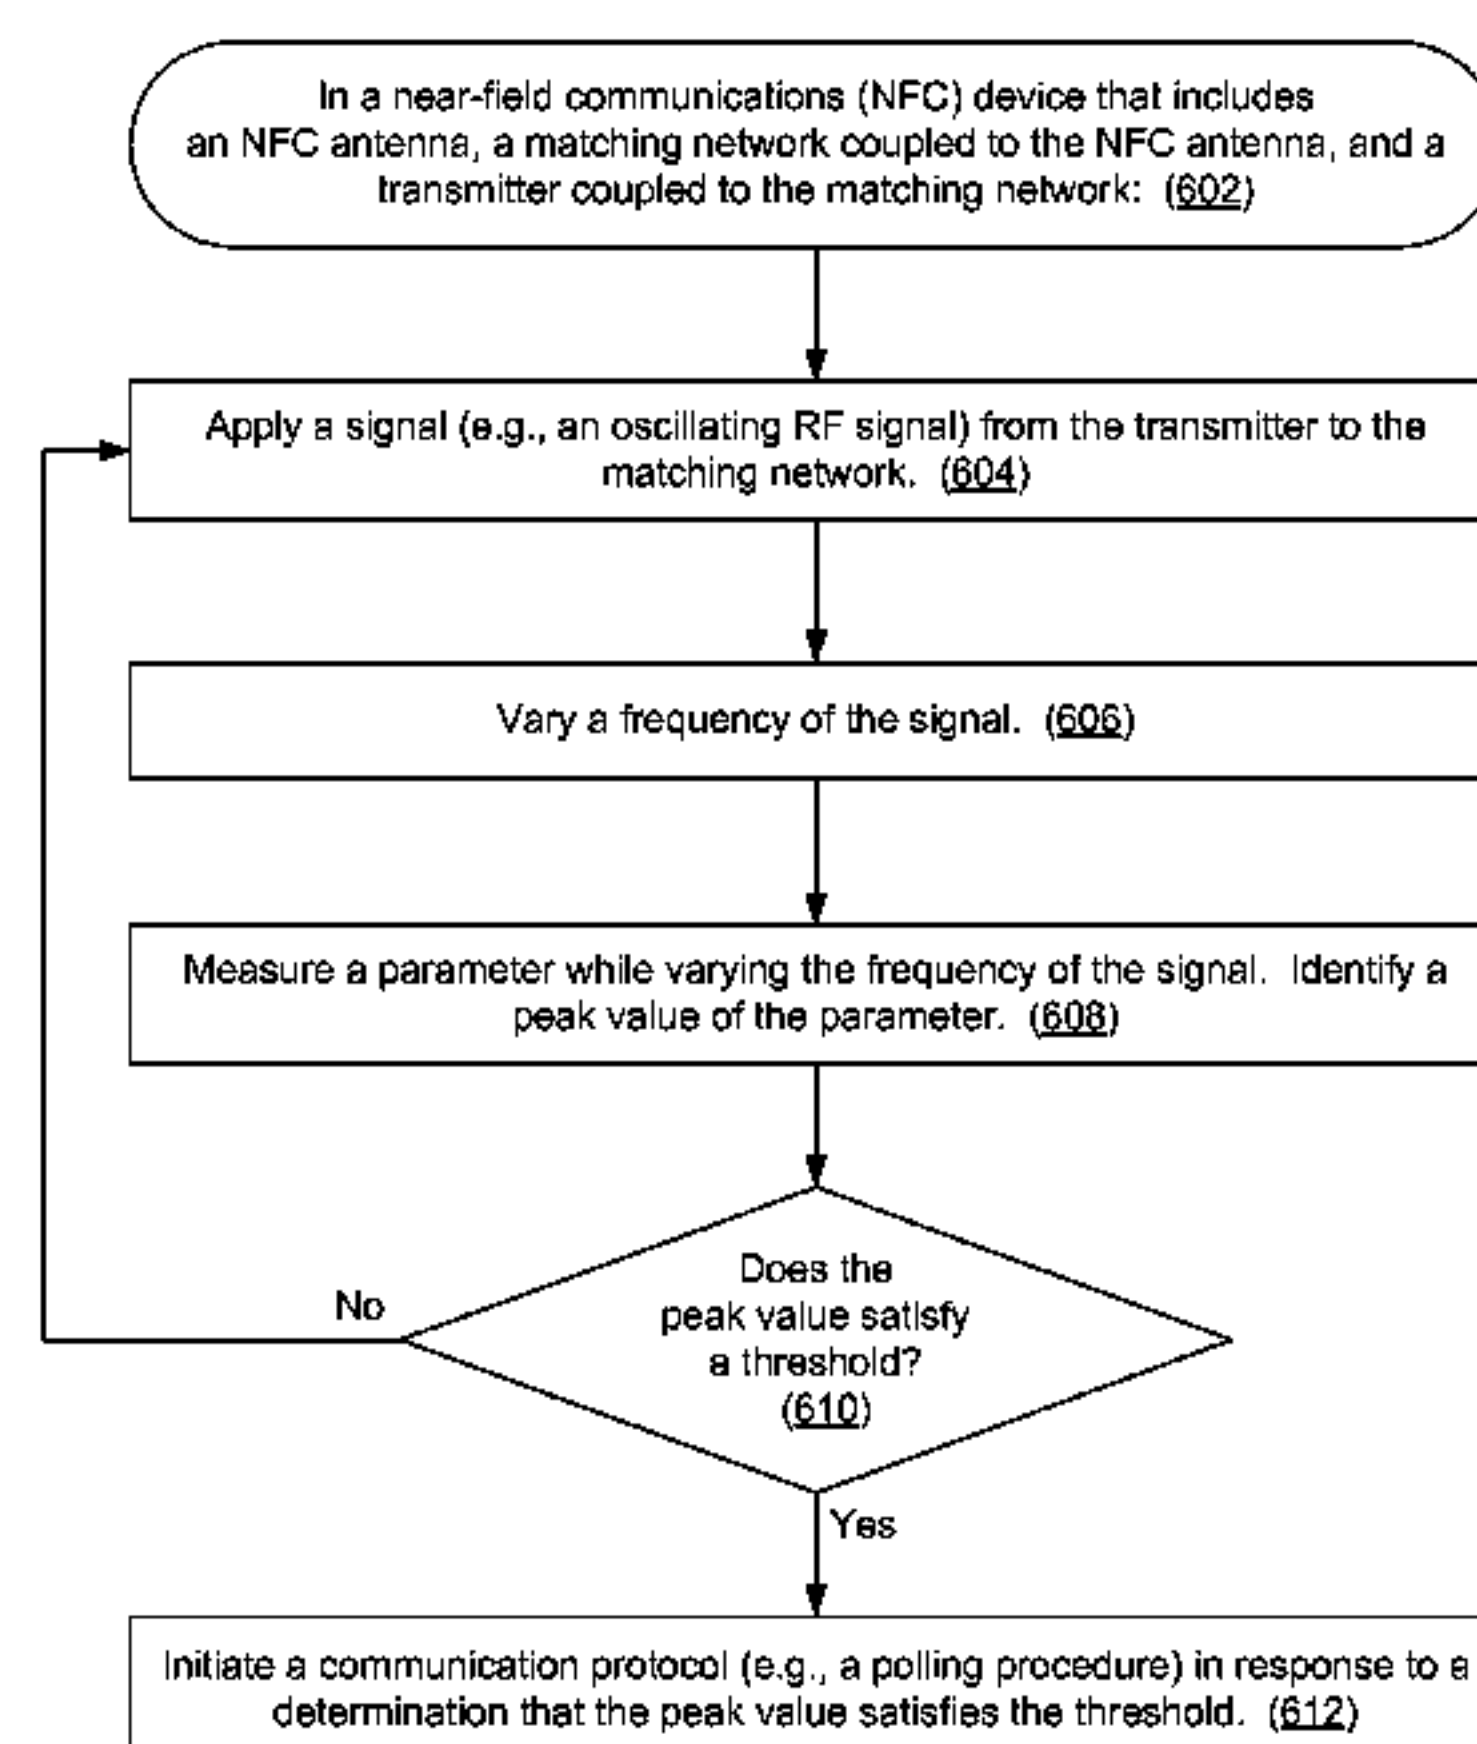 In a near-field communications (NFC) device that includes
an NFC antenna, a matching network coupled to the NFC antenna, and a
transmitter coupled to the matching network: (602)
Apply a signal (e.g., an oscillating RF signal) from the transmitter to the
matching network. (604)
Vary a frequency of the signal. (606)
Measure a parameter while varying the frequency of the signal. Identify a
peak value of the parameter. (608)
Does the
peak value satisfy
a threshold?
(610)
No
Yes
Initiate a communication protocol (e.g., a polling procedure) in response to a
determination that the peak value satisfies the threshold. (612)